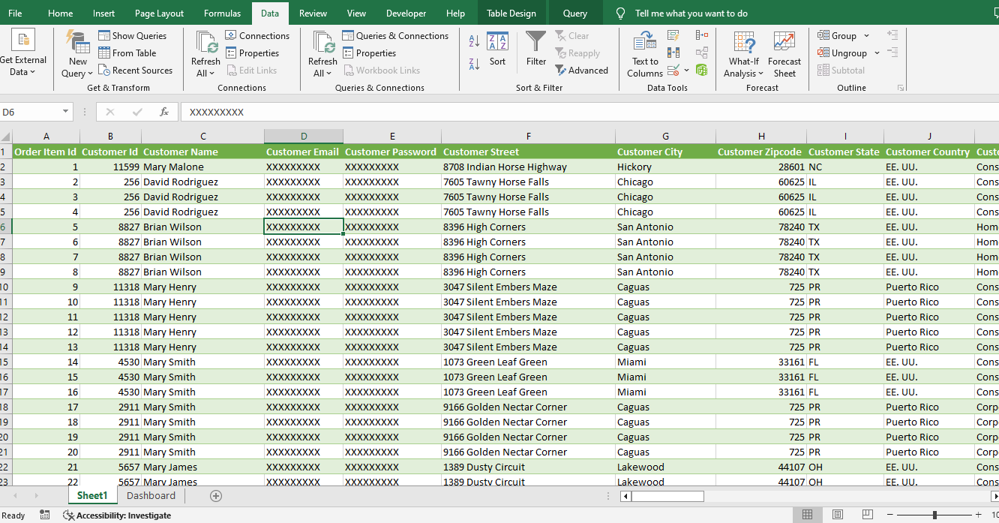 File Home Insert Page Layout Formulas Data Review View Developer Help Table Design Query Tell me what you want to do
Get External Data
New Query
Show Queries
From Table
Recent Sources
Get & Transform
Refresh All
Connections
Properties
Edit Links
Connections
Refresh All
Queries & Connections
Properties
Workbook Links
Queries & Connections
Sort
Filter
Clear
Reapply
Advanced
Sort & Filter
Text to Columns
Data Tools
What-If Analysis
Forecast Sheet
Forecast
Group
Ungroup
Subtotal
Outline
D6 fx XXXXXXXXX
A B C D E F G H I J
1 Order Item Id Customer Id Customer Name Customer Email Customer Password Customer Street Customer City Customer Zipcode Customer State Customer Country Custo
2 1 11599 Mary Malone XXXXXXXXX XXXXXXXXX 8708 Indian Horse Highway Hickory 28601 NC EE. UU. Cons
3 2 256 David Rodriguez XXXXXXXXX XXXXXXXXX 7605 Tawny Horse Falls Chicago 60625 IL EE. UU. Cons
4 3 256 David Rodriguez XXXXXXXXX XXXXXXXXX 7605 Tawny Horse Falls Chicago 60625 IL EE. UU. Cons
5 4 256 David Rodriguez XXXXXXXXX XXXXXXXXX 7605 Tawny Horse Falls Chicago 60625 IL EE. UU. Cons
6 5 8827 Brian Wilson XXXXXXXXX XXXXXXXXX 8396 High Corners San Antonio 78240 TX EE. UU. Hom
7 6 8827 Brian Wilson XXXXXXXXX XXXXXXXXX 8396 High Corners San Antonio 78240 TX EE. UU. Hom
8 7 8827 Brian Wilson XXXXXXXXX XXXXXXXXX 8396 High Corners San Antonio 78240 TX EE. UU. Hom
9 8 8827 Brian Wilson XXXXXXXXX XXXXXXXXX 8396 High Corners San Antonio 78240 TX EE. UU. Hom
10 9 11318 Mary Henry XXXXXXXXX XXXXXXXXX 3047 Silent Embers Maze Caguas 725 PR Puerto Rico Cons
11 10 11318 Mary Henry XXXXXXXXX XXXXXXXXX 3047 Silent Embers Maze Caguas 725 PR Puerto Rico Cons
12 11 11318 Mary Henry XXXXXXXXX XXXXXXXXX 3047 Silent Embers Maze Caguas 725 PR Puerto Rico Cons
13 12 11318 Mary Henry XXXXXXXXX XXXXXXXXX 3047 Silent Embers Maze Caguas 725 PR Puerto Rico Cons
14 13 11318 Mary Henry XXXXXXXXX XXXXXXXXX 3047 Silent Embers Maze Caguas 725 PR Puerto Rico Cons
15 14 4530 Mary Smith XXXXXXXXX XXXXXXXXX 1073 Green Leaf Green Miami 33161 FL EE. UU. Cons
16 15 4530 Mary Smith XXXXXXXXX XXXXXXXXX 1073 Green Leaf Green Miami 33161 FL EE. UU. Cons
17 16 4530 Mary Smith XXXXXXXXX XXXXXXXXX 1073 Green Leaf Green Miami 33161 FL EE. UU. Cons
18 17 2911 Mary Smith XXXXXXXXX XXXXXXXXX 9166 Golden Nectar Corner Caguas 725 PR Puerto Rico Corp
19 18 2911 Mary Smith XXXXXXXXX XXXXXXXXX 9166 Golden Nectar Corner Caguas 725 PR Puerto Rico Corp
20 19 2911 Mary Smith XXXXXXXXX XXXXXXXXX 9166 Golden Nectar Corner Caguas 725 PR Puerto Rico Corp
21 20 2911 Mary Smith XXXXXXXXX XXXXXXXXX 9166 Golden Nectar Corner Caguas 725 PR Puerto Rico Corp
22 21 5657 Mary James XXXXXXXXX XXXXXXXXX 1389 Dusty Circuit Lakewood 44107 OH EE. UU. Cons
23 22 5657 Mary James XXXXXXXXX XXXXXXXXX 1389 Dusty Circuit Lakewood 44107 OH EE. UU. Cons
Sheet1 Dashboard
Ready Accessibility: Investigate 10